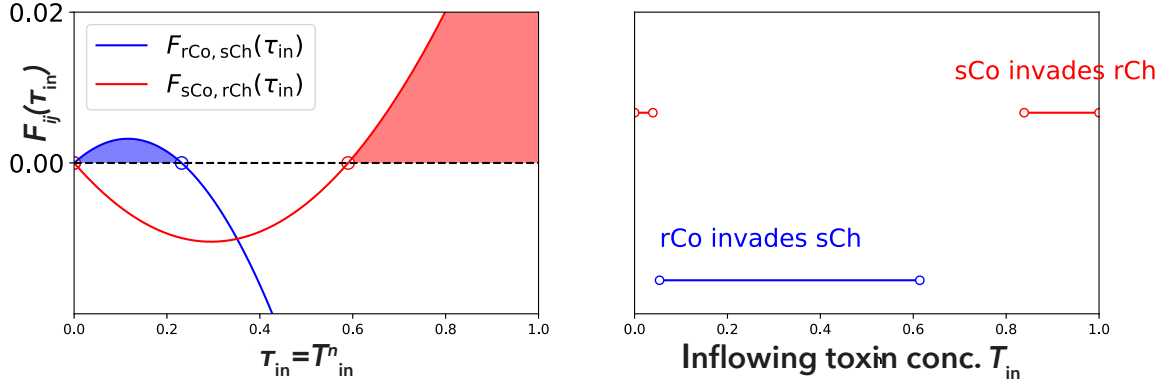 0.02
F_rCo, sCh(τ_in)
F_sCo, rCh(τ_in)
F_ij(τ_in)
0.00
0.0 0.2 0.4 0.6 0.8 1.0
τ_in=T^n_in
sCo invades rCh
rCo invades sCh
0.0 0.2 0.4 0.6 0.8 1.0
Inflowing toxin conc. T_in